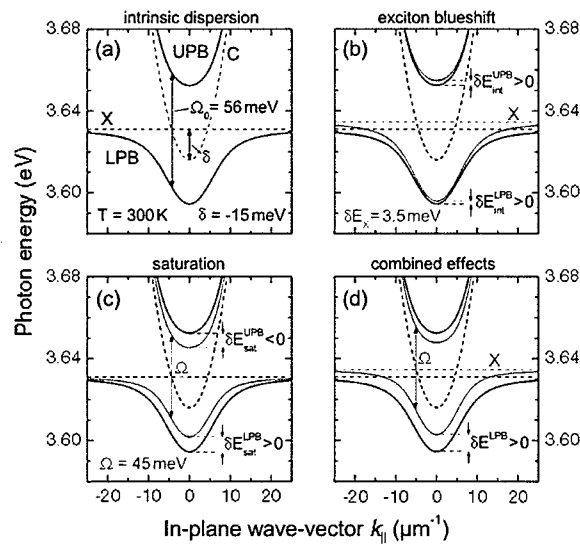 intrinsic dispersion
exciton blueshift
3.68
(a)
UPB
C
X
Ω₀ = 56 meV
δ
LPB
T = 300K
δ = -15 meV
3.64
3.60
(b)
δE_int^UPB>0
X
δE_int^LPB>0
δE_X = 3.5meV
3.68
3.64
3.60
Photon energy (eV)
saturation
combined effects
3.68
(c)
δE_sat^UPB<0
Ω
δE_sat^LPB>0
Ω = 45 meV
3.64
3.60
(d)
X
Ω
δE^LPB>0
3.68
3.64
3.60
-20 -10 0 10 20
-20 -10 0 10 20
In-plane wave-vector k_|| (μm⁻¹)